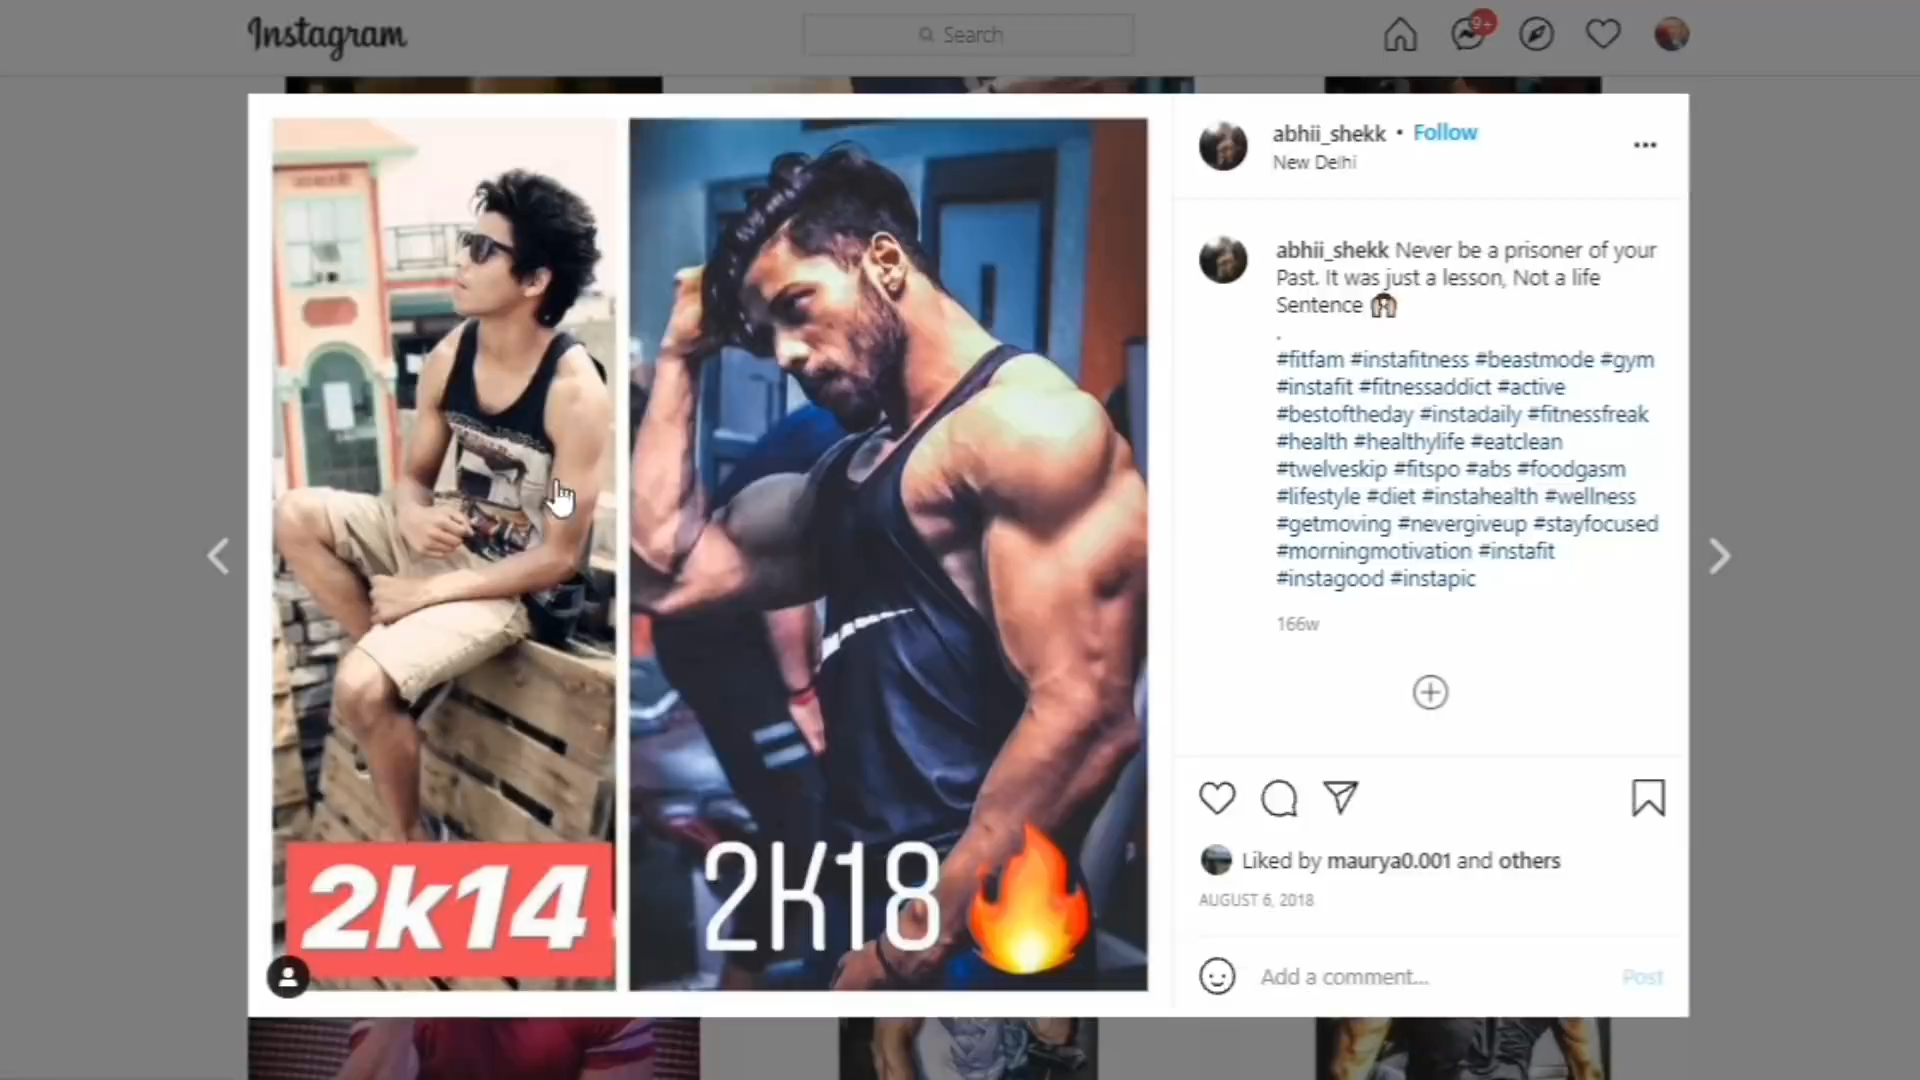 Instagram
Search
9+
abhii_shekk • Follow
New Delhi
abhii_shekk Never be a prisoner of your
Past. It was just a lesson, Not a life
Sentence
.
#fitfam #instafitness #beastmode #gym
#instafit #fitnessaddict #active
#bestoftheday #instadaily #fitnessfreak
#health #healthylife #eatclean
#twelveskip #fitspo #abs #foodgasm
#lifestyle #diet #instahealth #wellness
#getmoving #nevergiveup #stayfocused
#morningmotivation #instafit
#instagood #instapic
166w
Liked by maurya0.001 and others
AUGUST 6, 2018
Add a comment...
Post
2k14
2K18